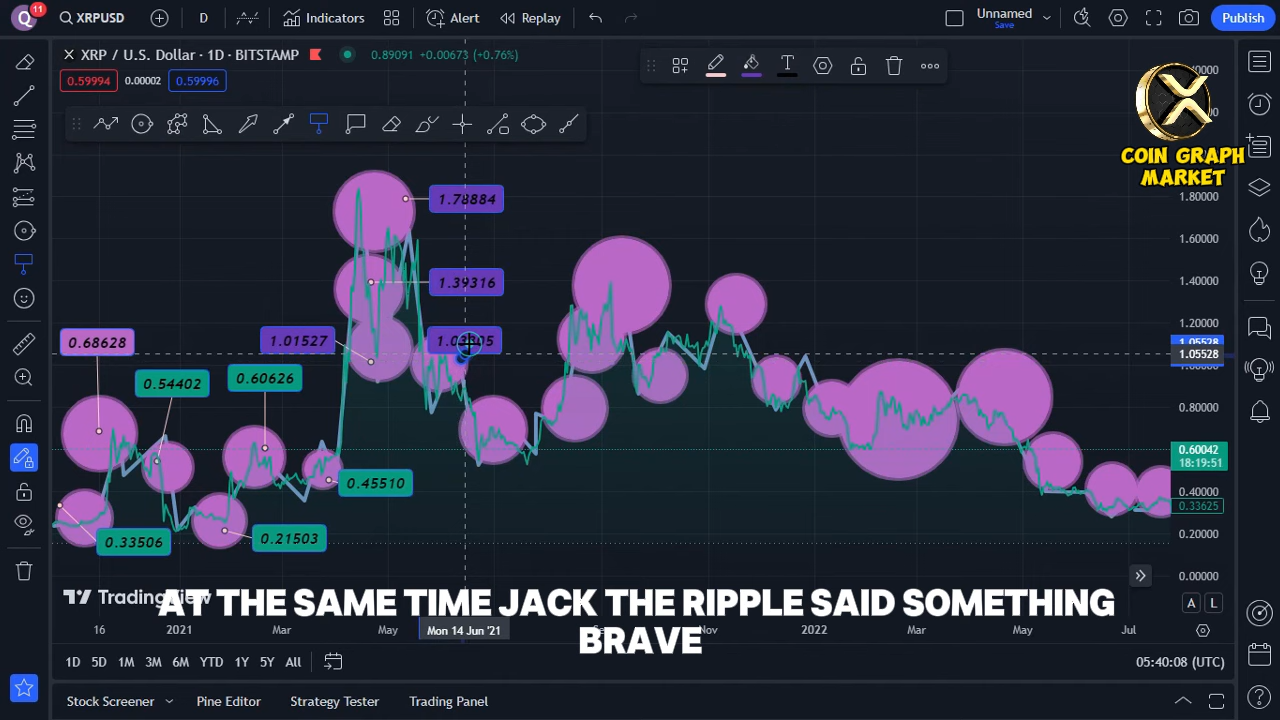 Q
11
XRPUSD
D
Indicators
Alert
Replay
Unnamed
Save
Publish
XRP / U.S. Dollar · 1D · BITSTAMP
0.89091 +0.00673 (+0.76%)
0.59994
0.00002
0.59996
T
COIN GRAPH
MARKET
1.80000
1.60000
1.40000
1.20000
1.05528
1.05528
0.80000
0.60042
18:19:51
0.40000
0.33625
0.20000
0.00000
1.78884
1.39316
1.01527
0.68628
0.54402
0.60626
0.45510
0.33506
0.21503
TradingView
AT THE SAME TIME JACK THE RIPPLE SAID SOMETHING
BRAVE
A
L
16
2021
Mar
May
Mon 14 Jun '21
Nov
2022
Mar
May
Jul
1D
5D
1M
3M
6M
YTD
1Y
5Y
All
05:40:08 (UTC)
Stock Screener
Pine Editor
Strategy Tester
Trading Panel